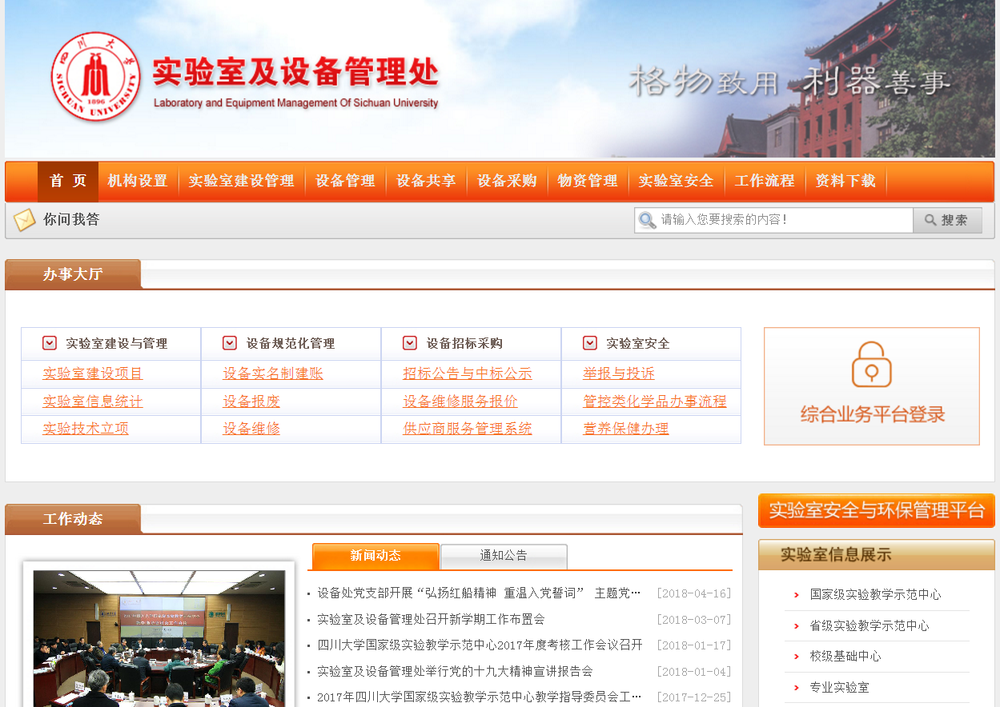 四川大学
SICHUAN UNIVERSITY
1896
实验室及设备管理处
Laboratory and Equipment Management Of Sichuan University
格物致用 利器善事
首 页 机构设置 实验室建设管理 设备管理 设备共享 设备采购 物资管理 实验室安全 工作流程 资料下载
你问我答 请输入您要搜索的内容! 搜索
办事大厅
实验室建设与管理 设备规范化管理 设备招标采购 实验室安全
实验室建设项目 设备实名制建账 招标公告与中标公示 举报与投诉
实验室信息统计 设备报废 设备维修服务报价 管控类化学品办事流程
实验技术立项 设备维修 供应商服务管理系统 营养保健办理
综合业务平台登录
工作动态
新闻动态 通知公告
设备处党支部开展“弘扬红船精神 重温入党誓词” 主题党… [2018-04-16]
实验室及设备管理处召开新学期工作布置会 [2018-03-07]
四川大学国家级实验教学示范中心2017年度考核工作会议召开 [2018-01-17]
实验室及设备管理处举行党的十九大精神宣讲报告会 [2018-01-04]
2017年四川大学国家级实验教学示范中心教学指导委员会工… [2017-12-25]
实验室安全与环保管理平台
实验室信息展示
国家级实验教学示范中心
省级实验教学示范中心
校级基础中心
专业实验室